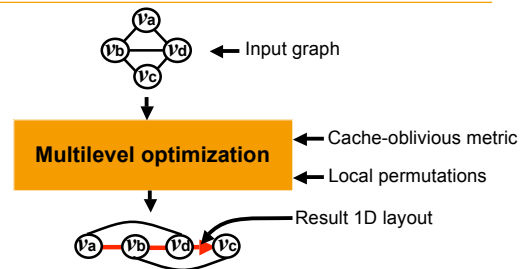 va
vb vd
vc
Input graph
Multilevel optimization
Cache-oblivious metric
Local permutations
Result 1D layout
va vb vd vc